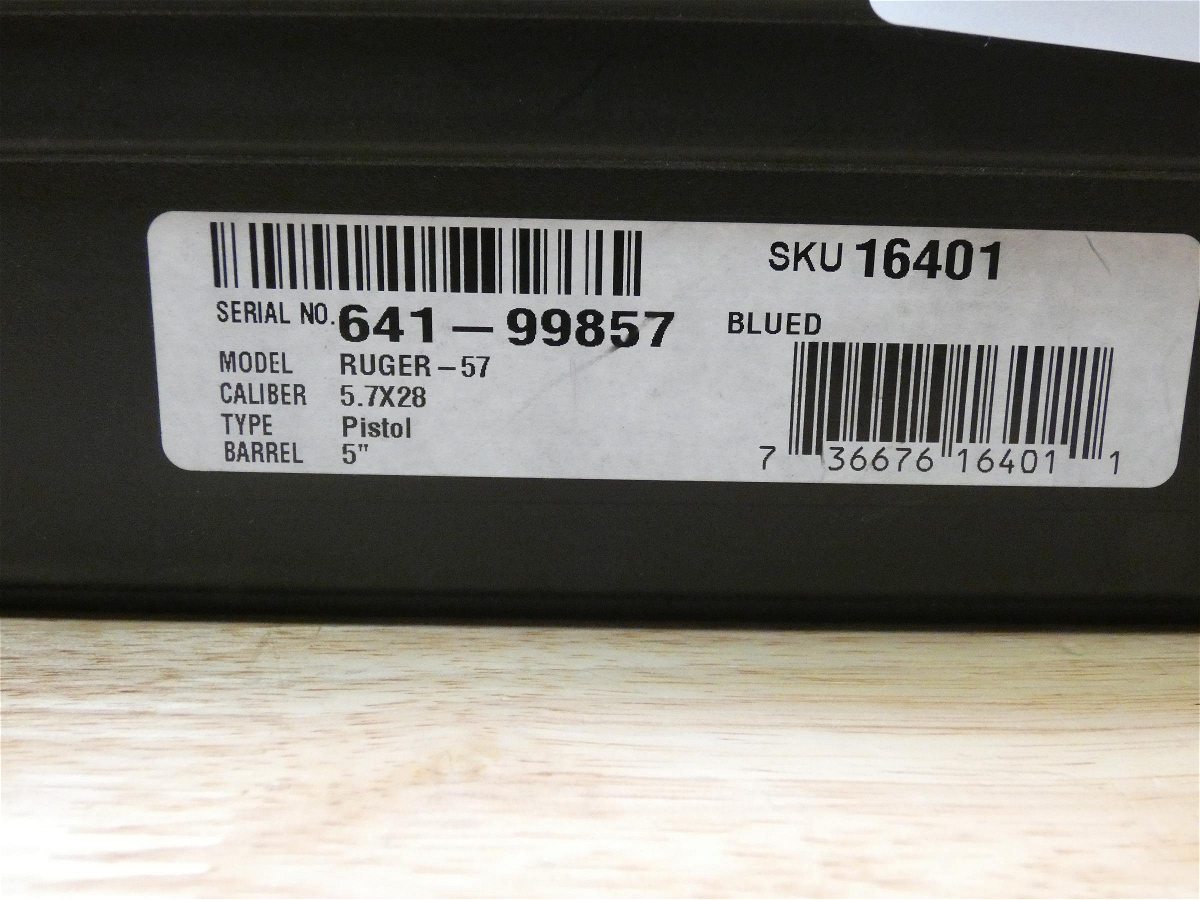 SKU 16401
SERIAL NO. 641-99857
BLUED
MODEL RUGER-57
CALIBER 5.7X28
TYPE Pistol
BARREL 5"
7 36676 16401 1